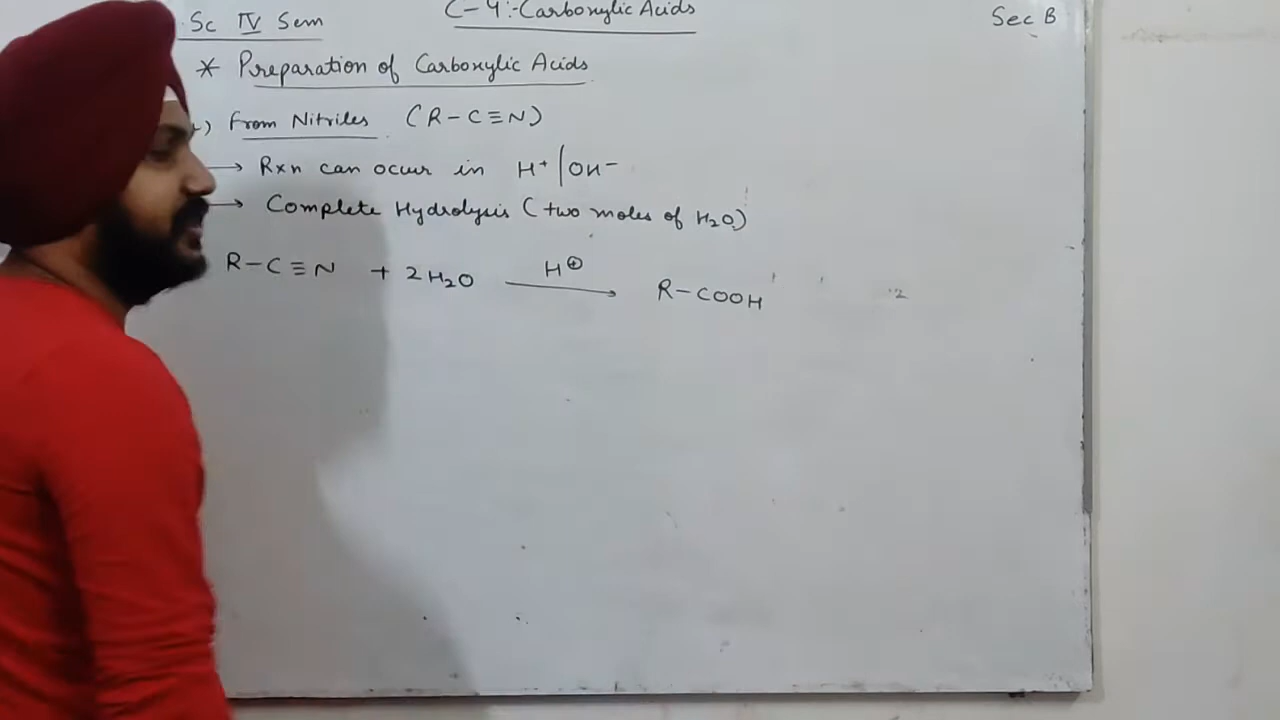 Sc IV Sem C-4:-Carboxylic Acids Sec B
* Preparation of Carboxylic Acids
) From Nitriles (R-C≡N)
→ Rxn can occur in H⁺/OH⁻
→ Complete Hydrolysis (two moles of H₂O)
R-C≡N + 2H₂O —H⊕→ R-COOH